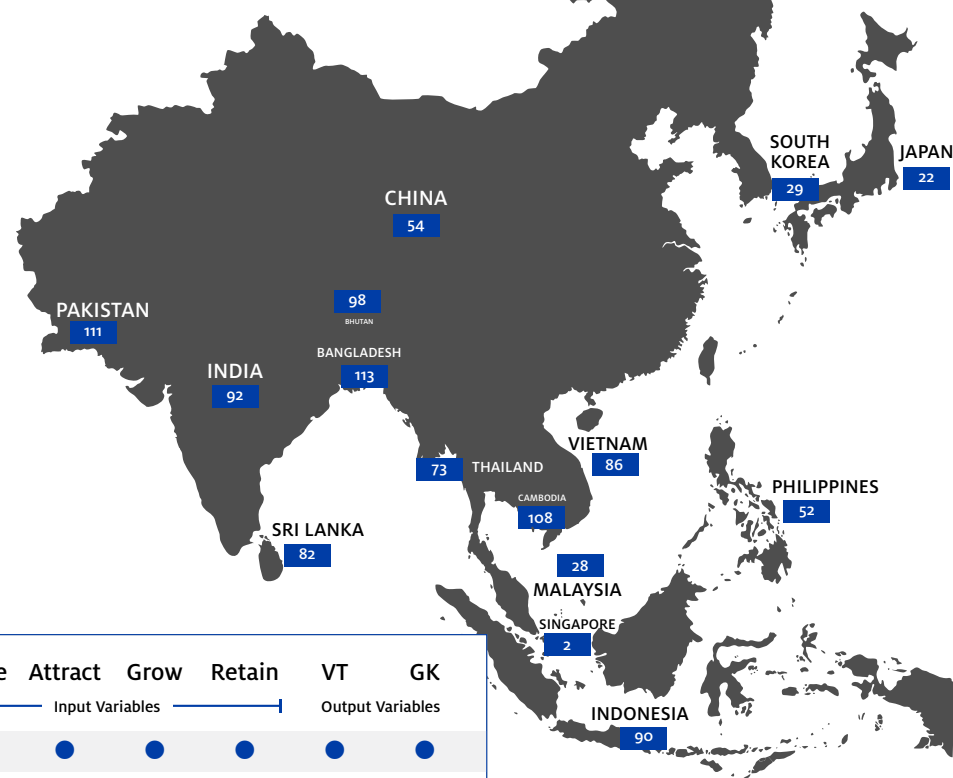 SOUTH
KOREA
29
JAPAN
22
CHINA
54
98
BHUTAN
PAKISTAN
111
BANGLADESH
113
INDIA
92
VIETNAM
86
73
THAILAND
CAMBODIA
108
PHILIPPINES
52
SRI LANKA
82
28
MALAYSIA
SINGAPORE
2
INDONESIA
90
e Attract Grow Retain VT GK
Input Variables Output Variables